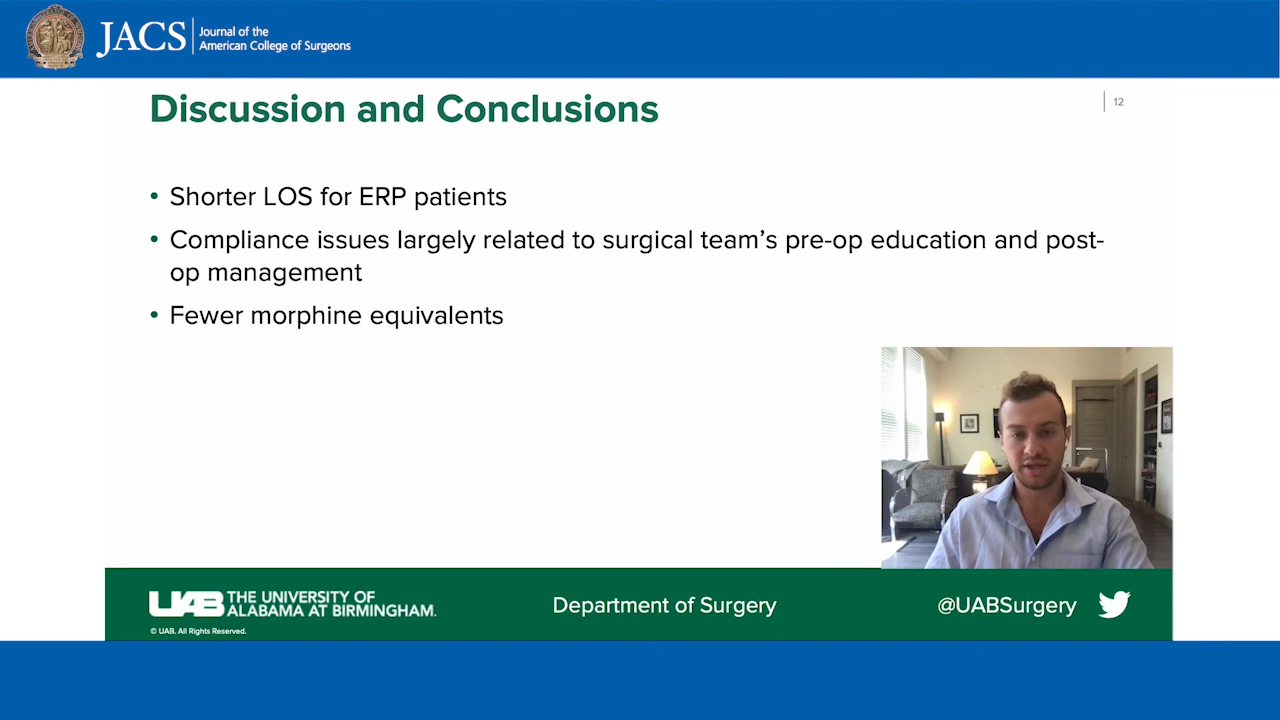 JACS
Journal of the
American College of Surgeons
Discussion and Conclusions
12
• Shorter LOS for ERP patients
• Compliance issues largely related to surgical team's pre-op education and post-
op management
• Fewer morphine equivalents
UAB THE UNIVERSITY OF
ALABAMA AT BIRMINGHAM.
© UAB. All Rights Reserved.
Department of Surgery
@UABSurgery